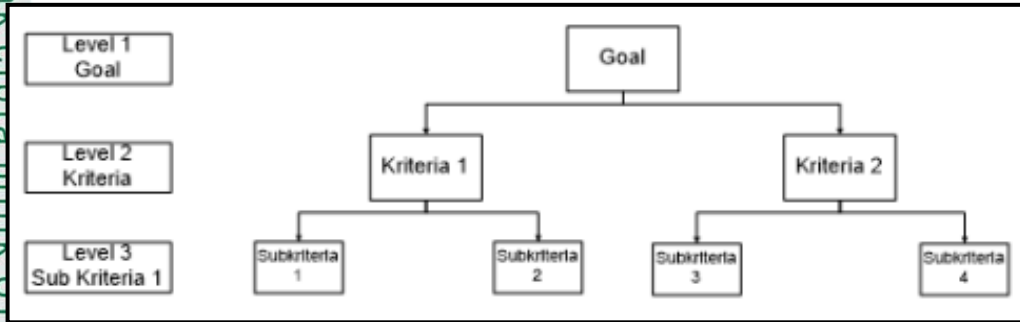 Level 1
Goal
Goal
Level 2
Kriteria
Kriteria 1
Kriteria 2
Level 3
Sub Kriteria 1
Subkriteria
1
Subkriteria
2
Subkriteria
3
Subkriteria
4